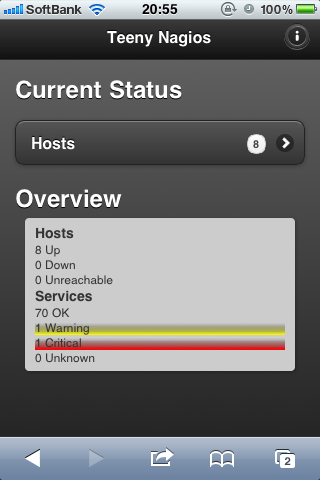 SoftBank 20:55 100%
Teeny Nagios
Current Status
Hosts 8
Overview
Hosts
8 Up
0 Down
0 Unreachable
Services
70 OK
1 Warning
1 Critical
0 Unknown
2